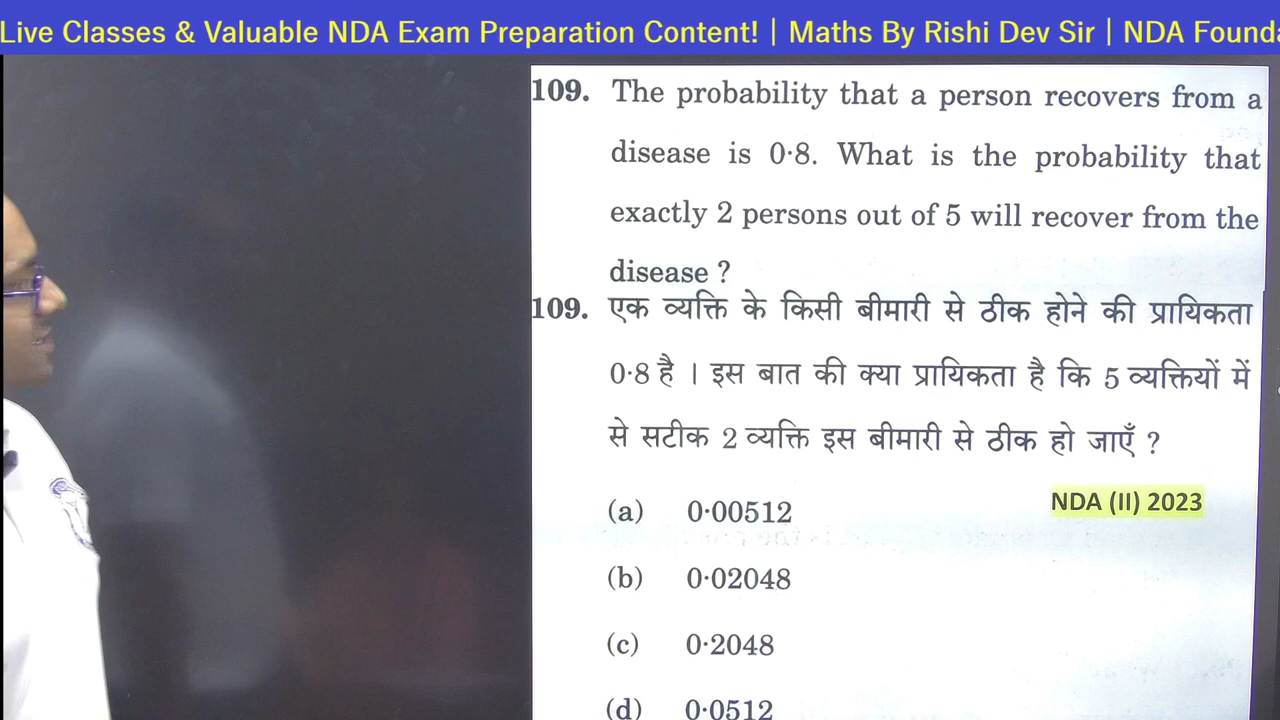 Live Classes & Valuable NDA Exam Preparation Content! | Maths By Rishi Dev Sir | NDA
109. The probability that a person recovers from a
disease is 0·8. What is the probability that
exactly 2 persons out of 5 will recover from the
disease ?
109. एक व्यक्ति के किसी बीमारी से ठीक होने की प्रायिकता
0·8 है । इस बात की क्या प्रायिकता है कि 5 व्यक्तियों में
से सटीक 2 व्यक्ति इस बीमारी से ठीक हो जाएँ ?
(a) 0·00512
NDA (II) 2023
(b) 0·02048
(c) 0·2048
(d) 0·0512